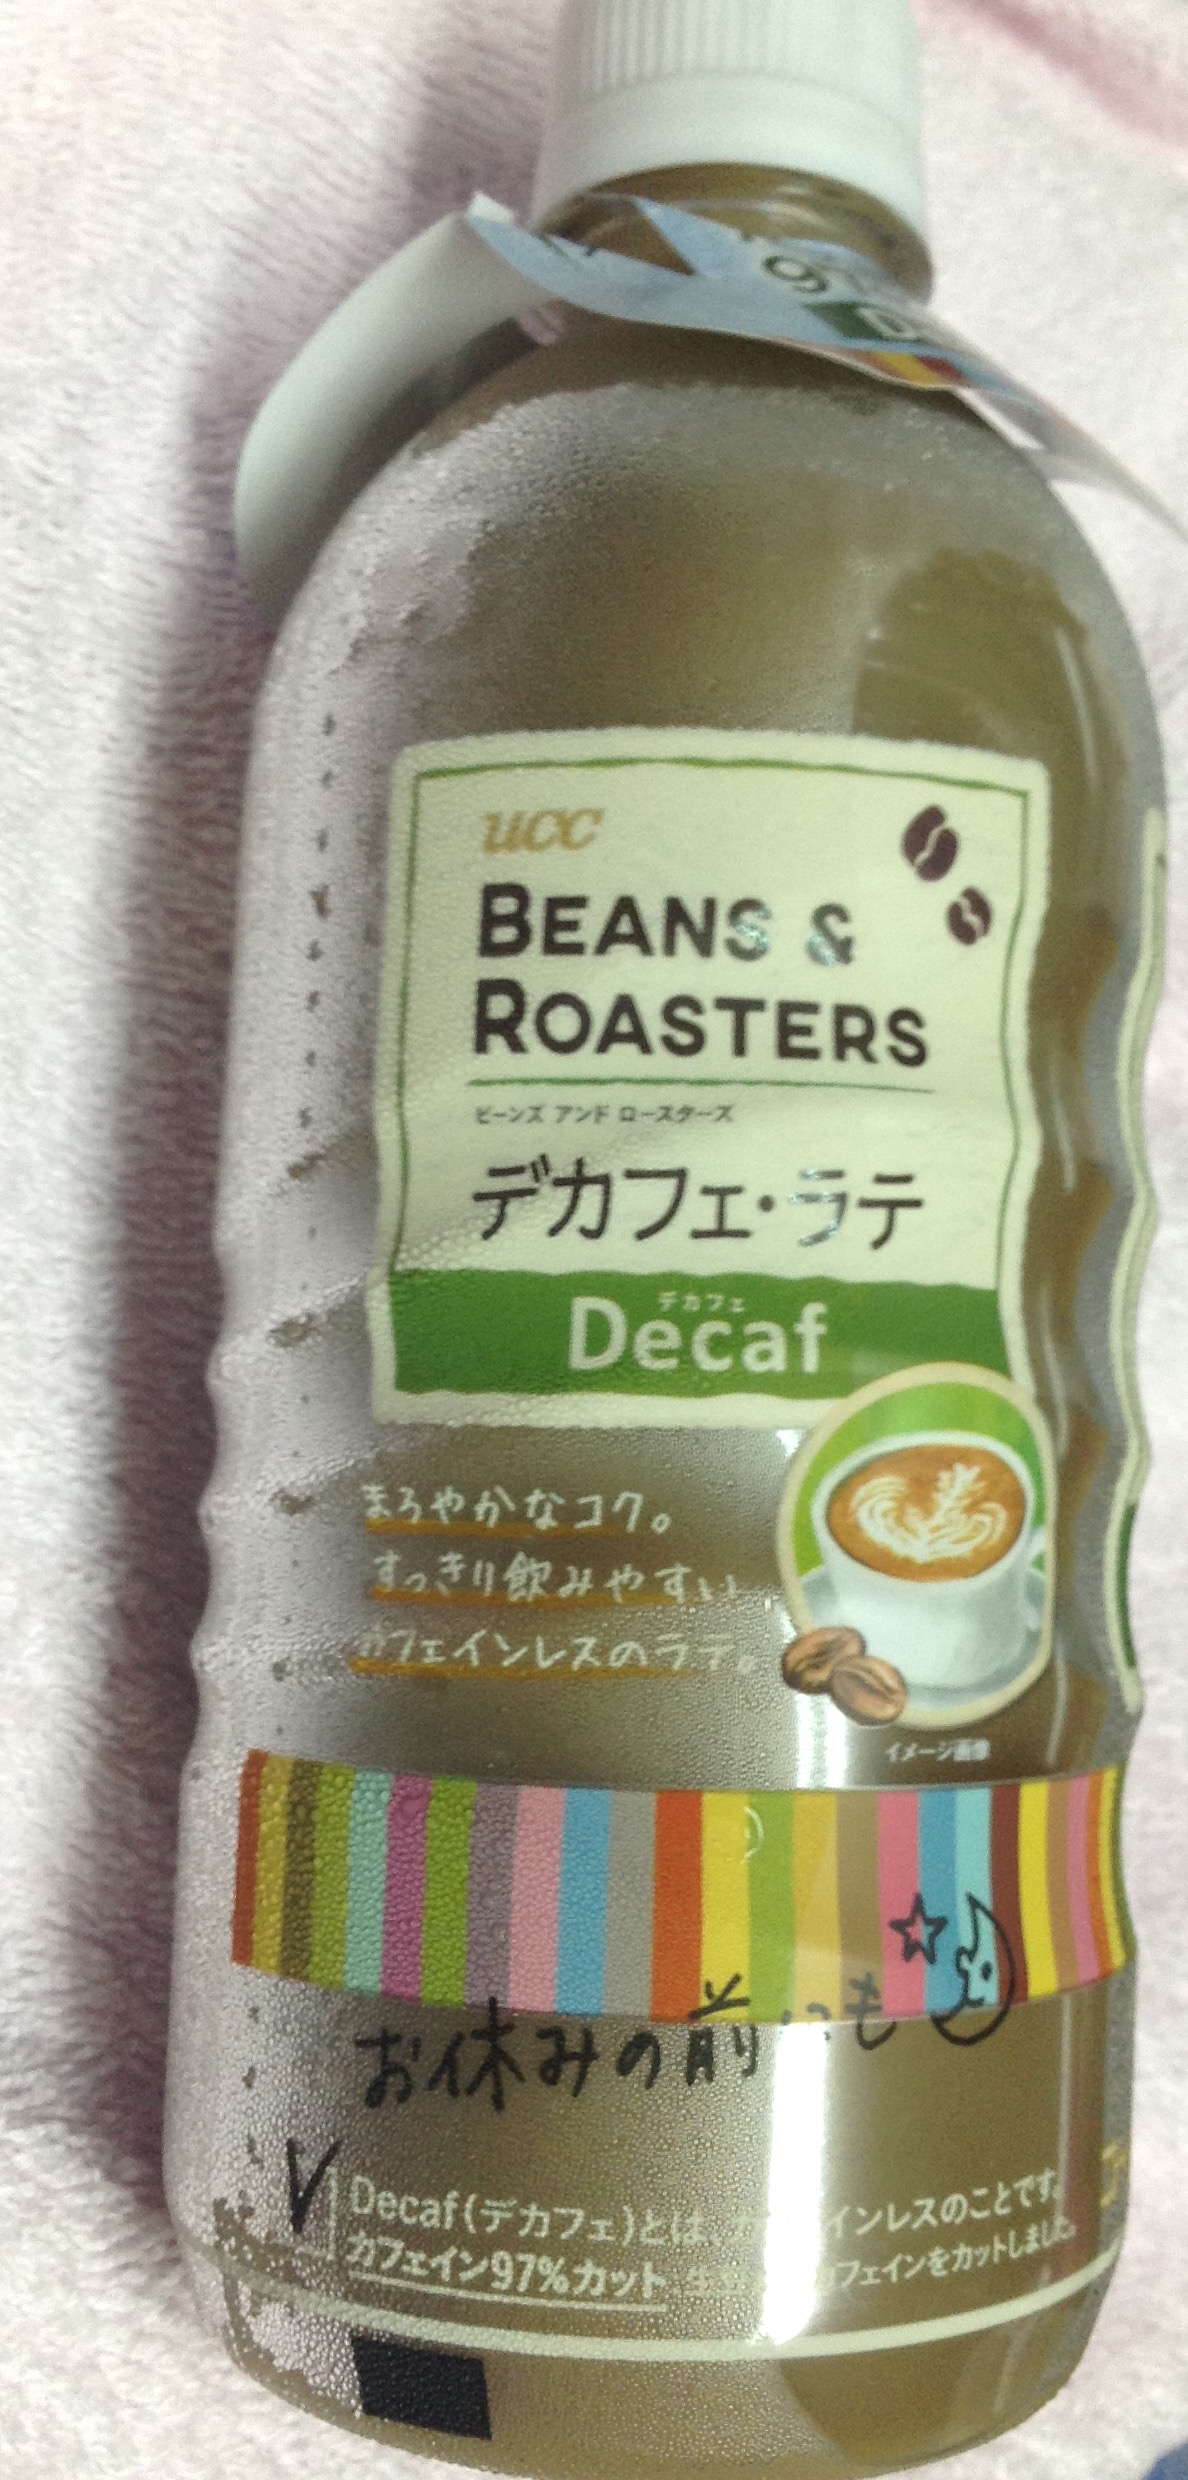 ucc
BEANS &
ROASTERS
ビーンズ アンド ロースターズ
デカフェ・ラテ
デカフェ
Decaf
まろやかなコク。
すっきり飲みやすい
カフェインレスのラテ。
イメージ画像
お休みの前にも
Decaf(デカフェ)とは、カフェインレスのことです。
カフェイン97%カット カフェインをカットしました。